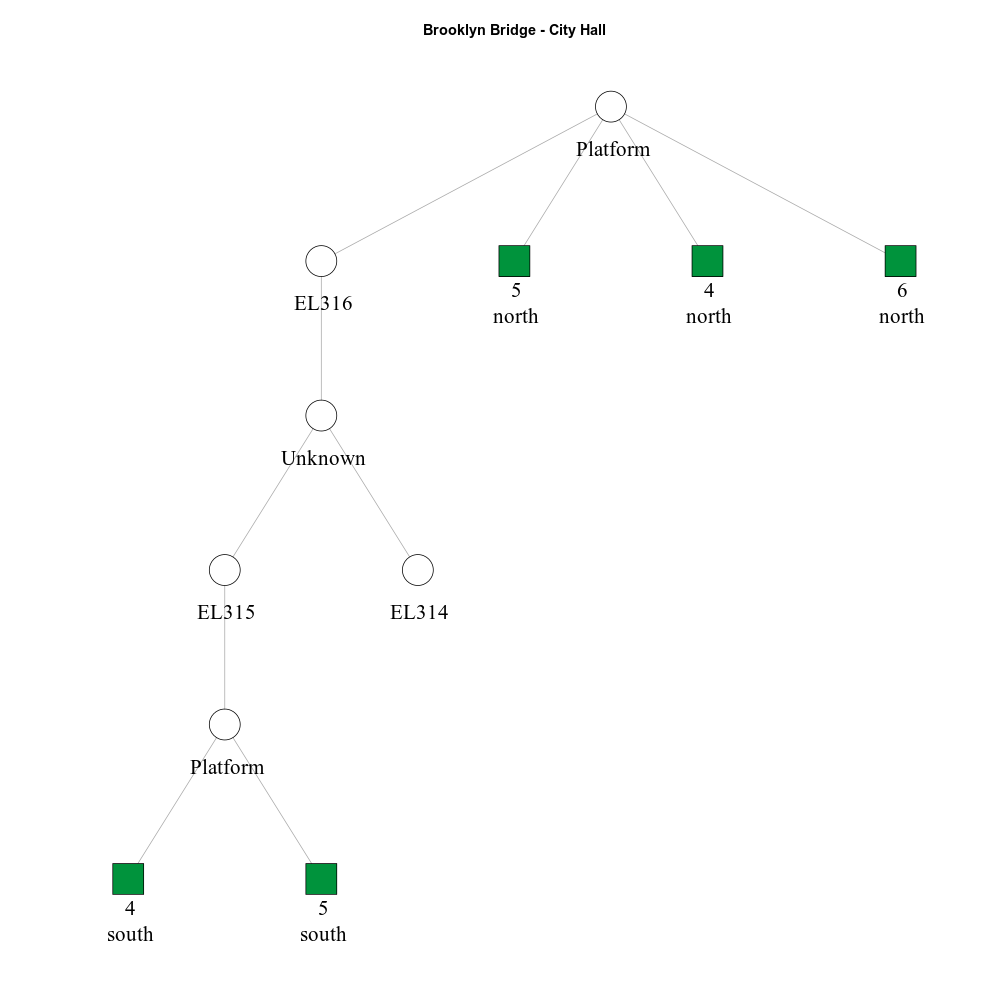 Brooklyn Bridge - City Hall
Platform
EL316
5
north
4
north
6
north
Unknown
EL315
EL314
Platform
4
south
5
south